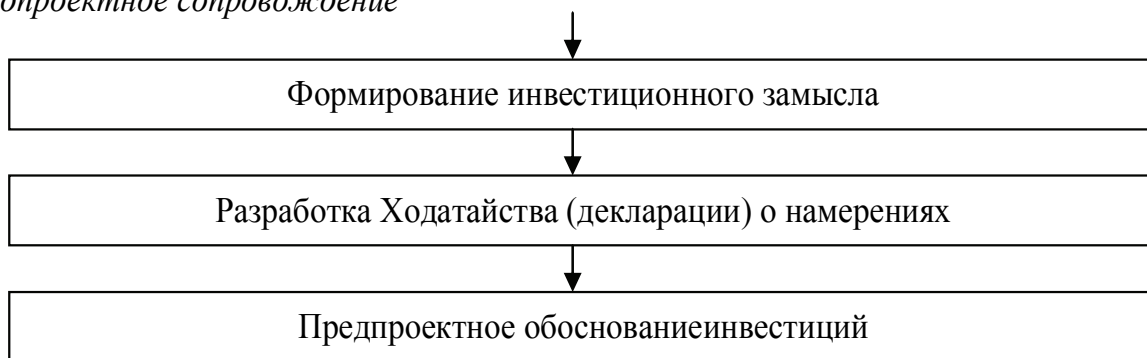 опроектное сопровождение
Формирование инвестиционного замысла
Разработка Ходатайства (декларации) о намерениях
Предпроектное обоснованиеинвестиций